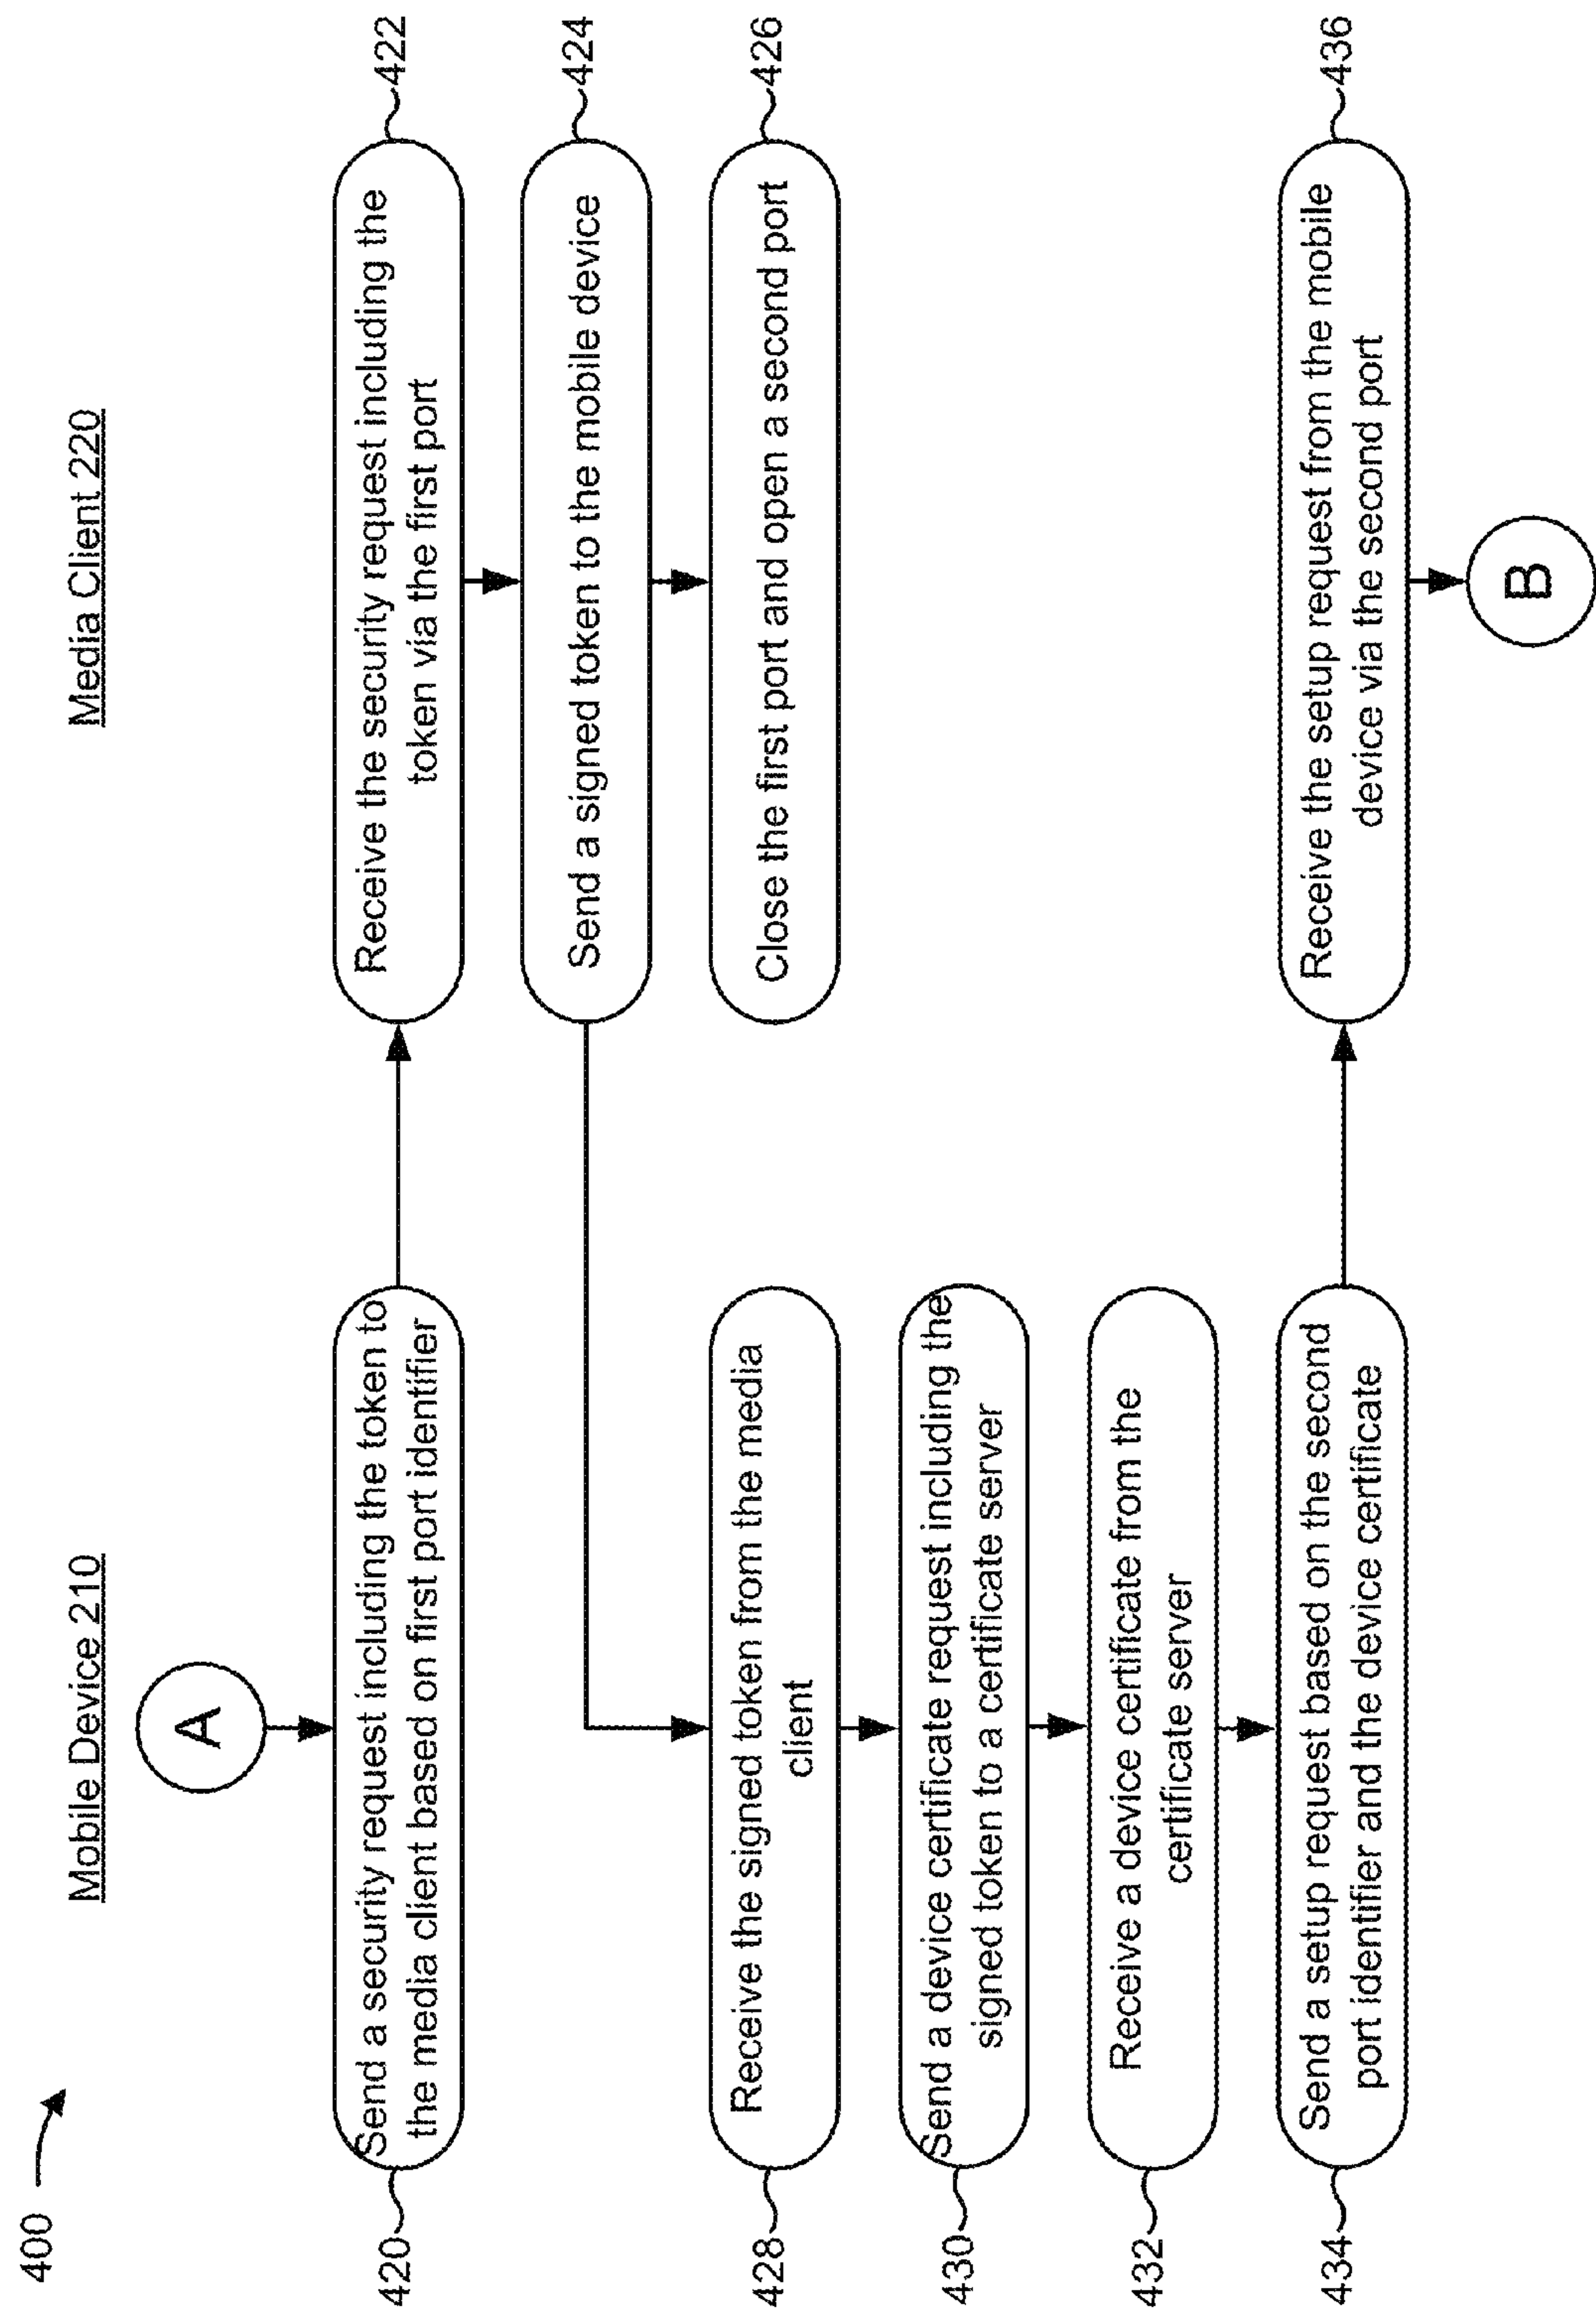 400
Mobile Device 210
Media Client 220
A
420
Send a security request including the token to
the media client based on first port identifier
Receive the security request including the
token via the first port
422
Send a signed token to the mobile device
424
Close the first port and open a second port
426
428
Receive the signed token from the media
client
430
Send a device certificate request including the
signed token to a certificate server
432
Receive a device certificate from the
certificate server
434
Send a setup request based on the second
port identifier and the device certificate
Receive the setup request from the mobile
device via the second port
436
B